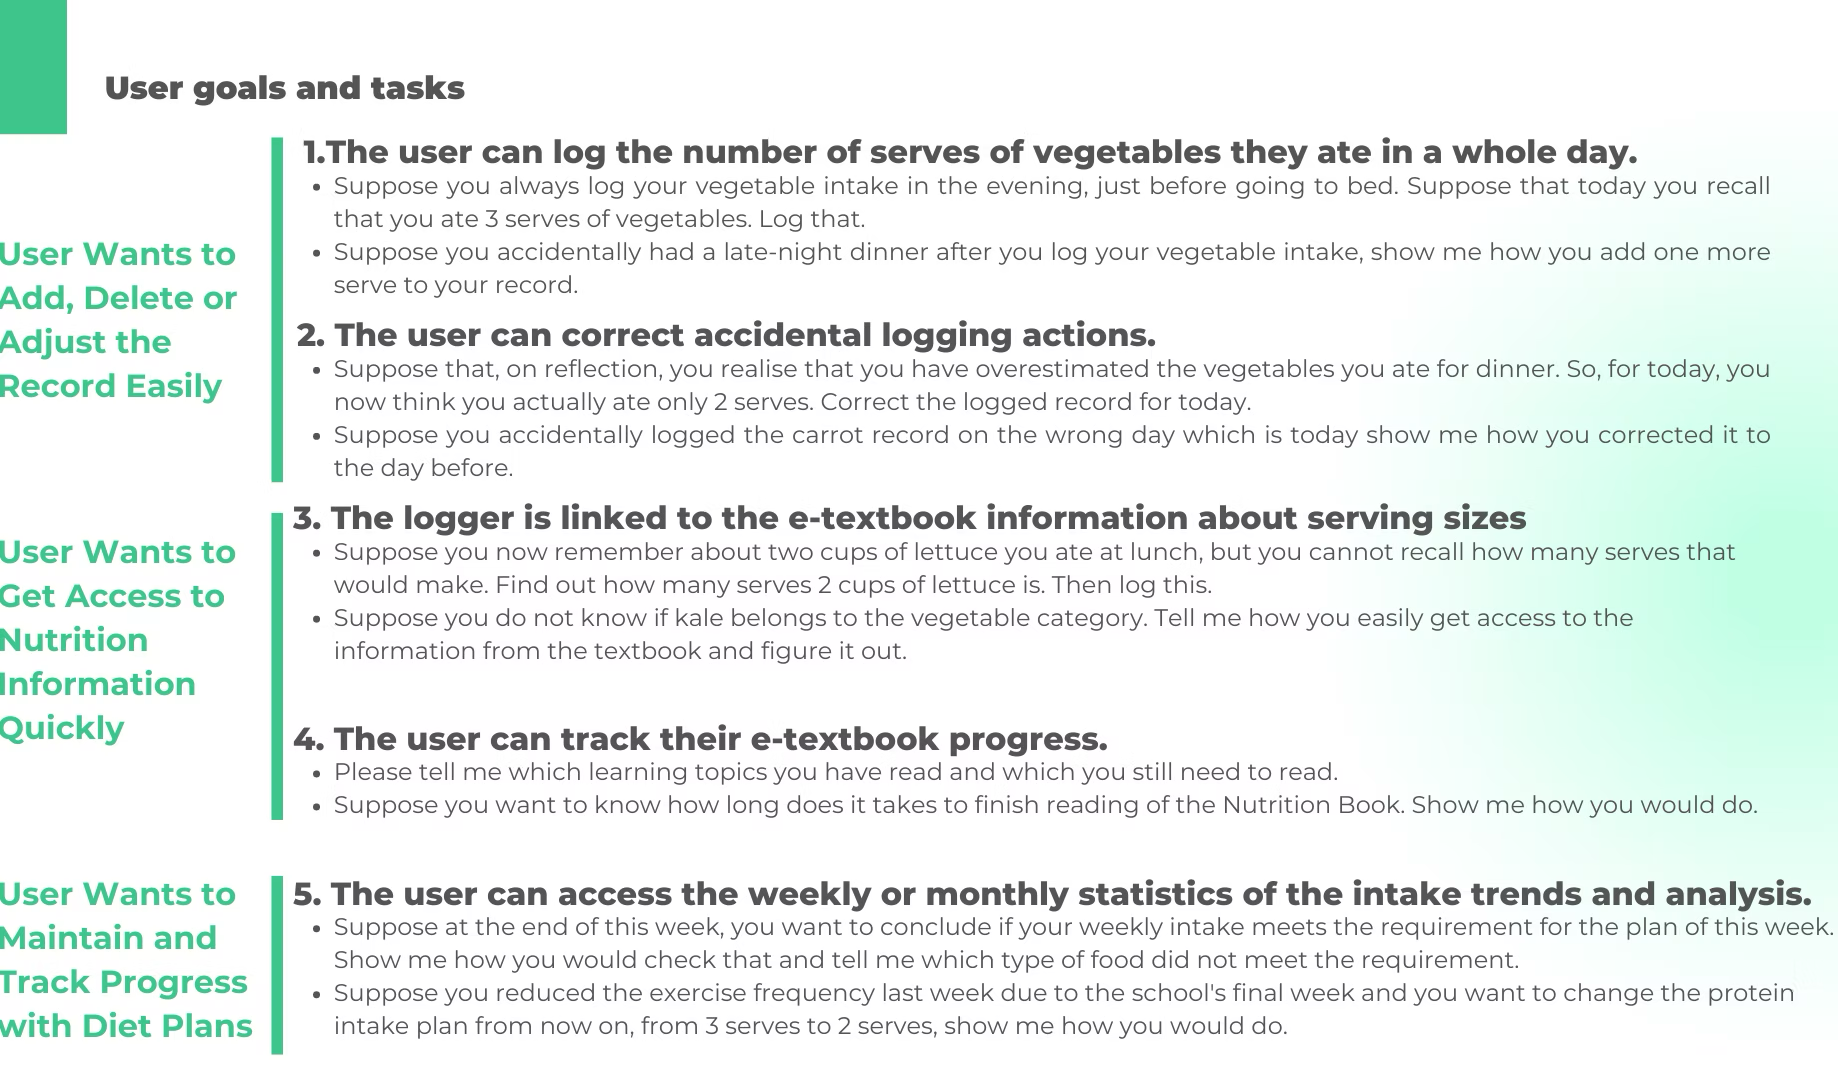 User goals and tasks
User Wants to
Add, Delete or
Adjust the
Record Easily
1.The user can log the number of serves of vegetables they ate in a whole day.
• Suppose you always log your vegetable intake in the evening, just before going to bed. Suppose that today you recall
that you ate 3 serves of vegetables. Log that.
• Suppose you accidentally had a late-night dinner after you log your vegetable intake, show me how you add one more
serve to your record.
2. The user can correct accidental logging actions.
• Suppose that, on reflection, you realise that you have overestimated the vegetables you ate for dinner. So, for today, you
now think you actually ate only 2 serves. Correct the logged record for today.
• Suppose you accidentally logged the carrot record on the wrong day which is today show me how you corrected it to
the day before.
User Wants to
Get Access to
Nutrition
Information
Quickly
3. The logger is linked to the e-textbook information about serving sizes
• Suppose you now remember about two cups of lettuce you ate at lunch, but you cannot recall how many serves that
would make. Find out how many serves 2 cups of lettuce is. Then log this.
• Suppose you do not know if kale belongs to the vegetable category. Tell me how you easily get access to the
information from the textbook and figure it out.
4. The user can track their e-textbook progress.
• Please tell me which learning topics you have read and which you still need to read.
• Suppose you want to know how long does it takes to finish reading of the Nutrition Book. Show me how you would do.
User Wants to
Maintain and
Track Progress
with Diet Plans
5. The user can access the weekly or monthly statistics of the intake trends and analysis.
• Suppose at the end of this week, you want to conclude if your weekly intake meets the requirement for the plan of this week.
Show me how you would check that and tell me which type of food did not meet the requirement.
• Suppose you reduced the exercise frequency last week due to the school's final week and you want to change the protein
intake plan from now on, from 3 serves to 2 serves, show me how you would do.